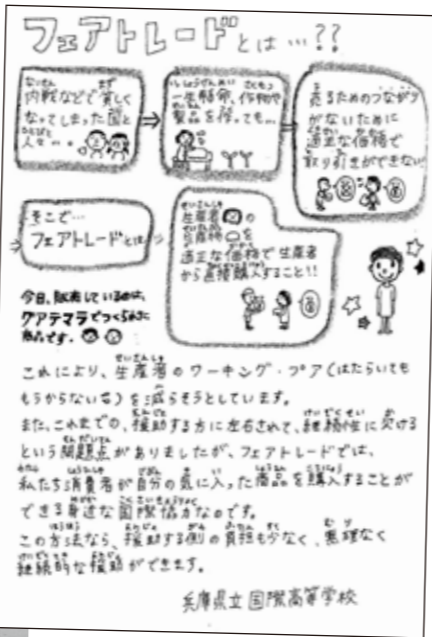 フェアトレードとは…??
内戦などで貧しく
なってしまった国と
人々…。
一生懸命、作物や
製品を作っても…
売るためのつながり
がないために
適正な価格で
取り引きができない
そこで…
フェアトレードとは
生産者の
生産物を
適正な価格で生産者
から直接購入すること!!
今日、販売しているのは、
グアテマラでつくられた
商品です。
これにより、生産者のワーキング・プア(はたらいても
もうからない者)を減らそうとしています。
また、これまでの、援助する方に左右されて、継続性に欠ける
という問題点がありましたが、フェアトレードでは、
私たち消費者が自分の気に入った商品を購入することが
できる身近な国際協力なのです。
この方法なら、援助する側の負担も少なく、無理なく
継続的な援助ができます。
兵庫県立国際高等学校